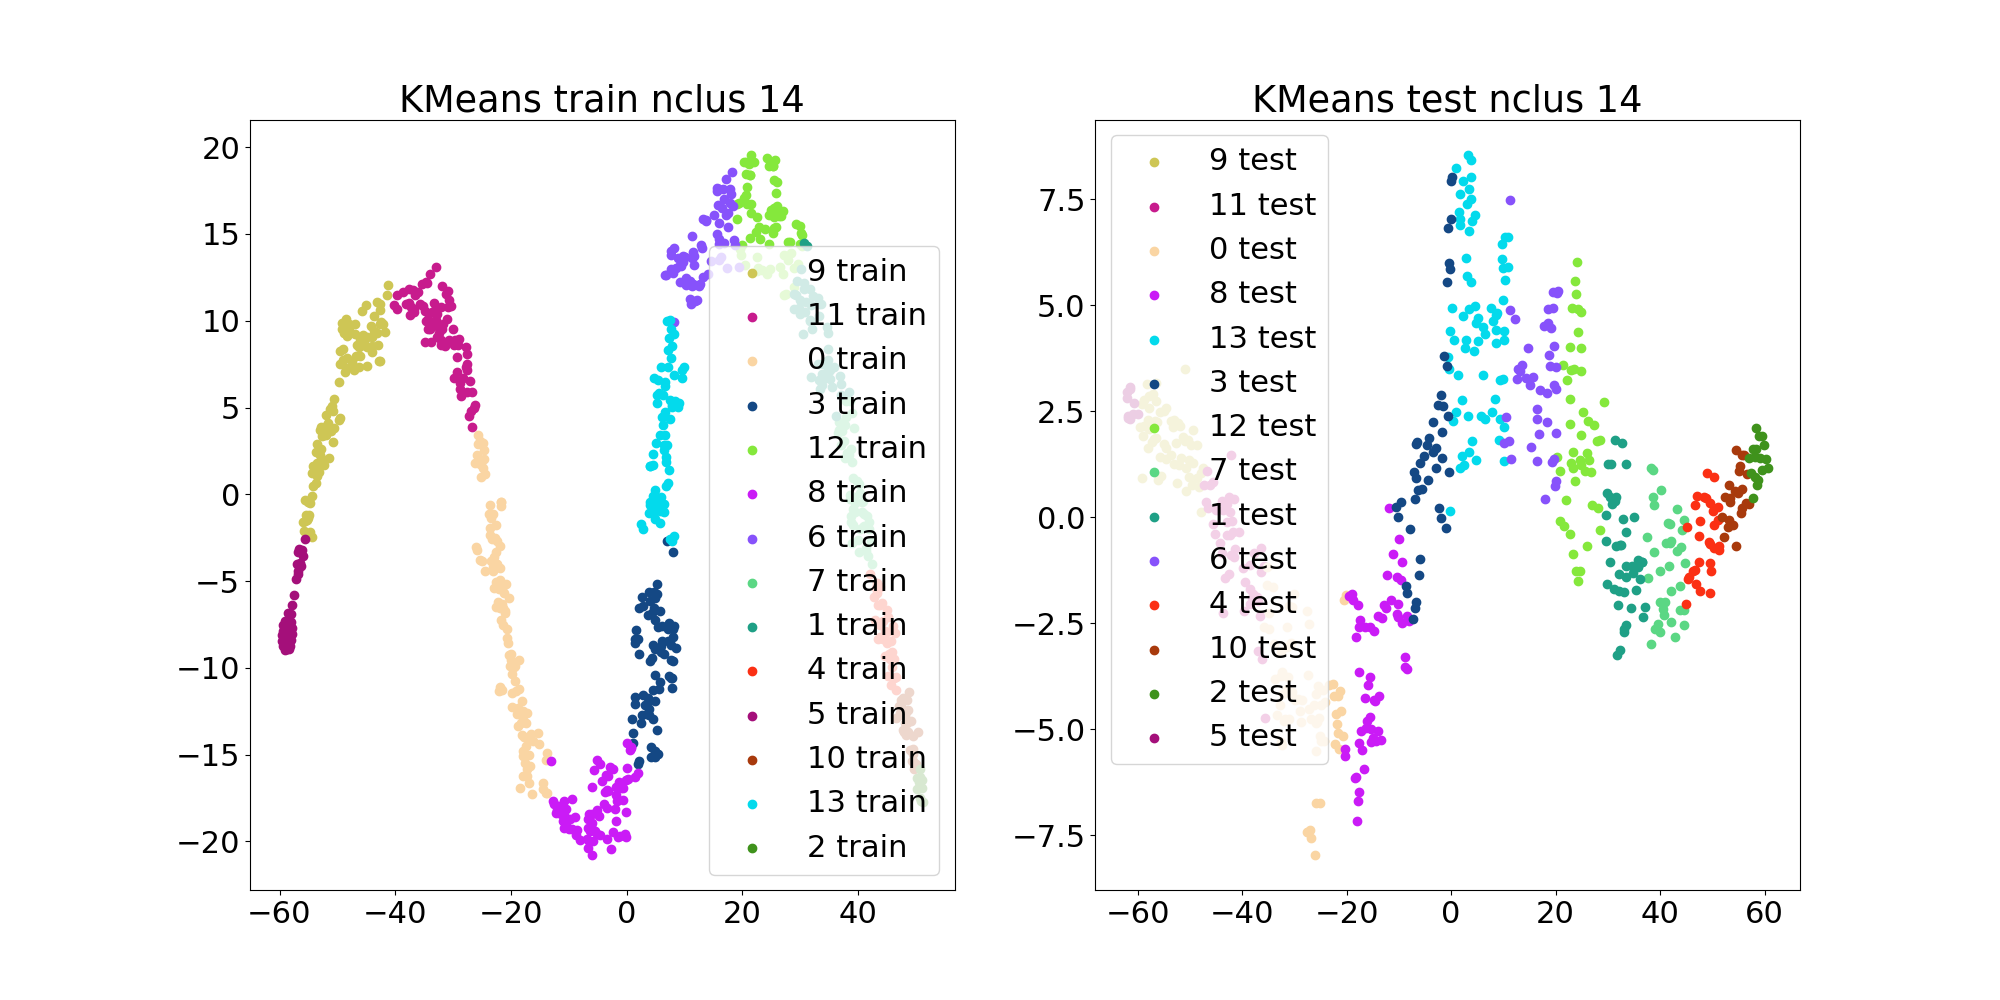 KMeans train nclus 14
20
15
10
5
0
−5
−10
−15
−20
−60 −40 −20 0 20 40
9 train
11 train
0 train
3 train
12 train
8 train
6 train
7 train
1 train
4 train
5 train
10 train
13 train
2 train
KMeans test nclus 14
7.5
5.0
2.5
0.0
−2.5
−5.0
−7.5
−60 −40 −20 0 20 40 60
9 test
11 test
0 test
8 test
13 test
3 test
12 test
7 test
1 test
6 test
4 test
10 test
2 test
5 test